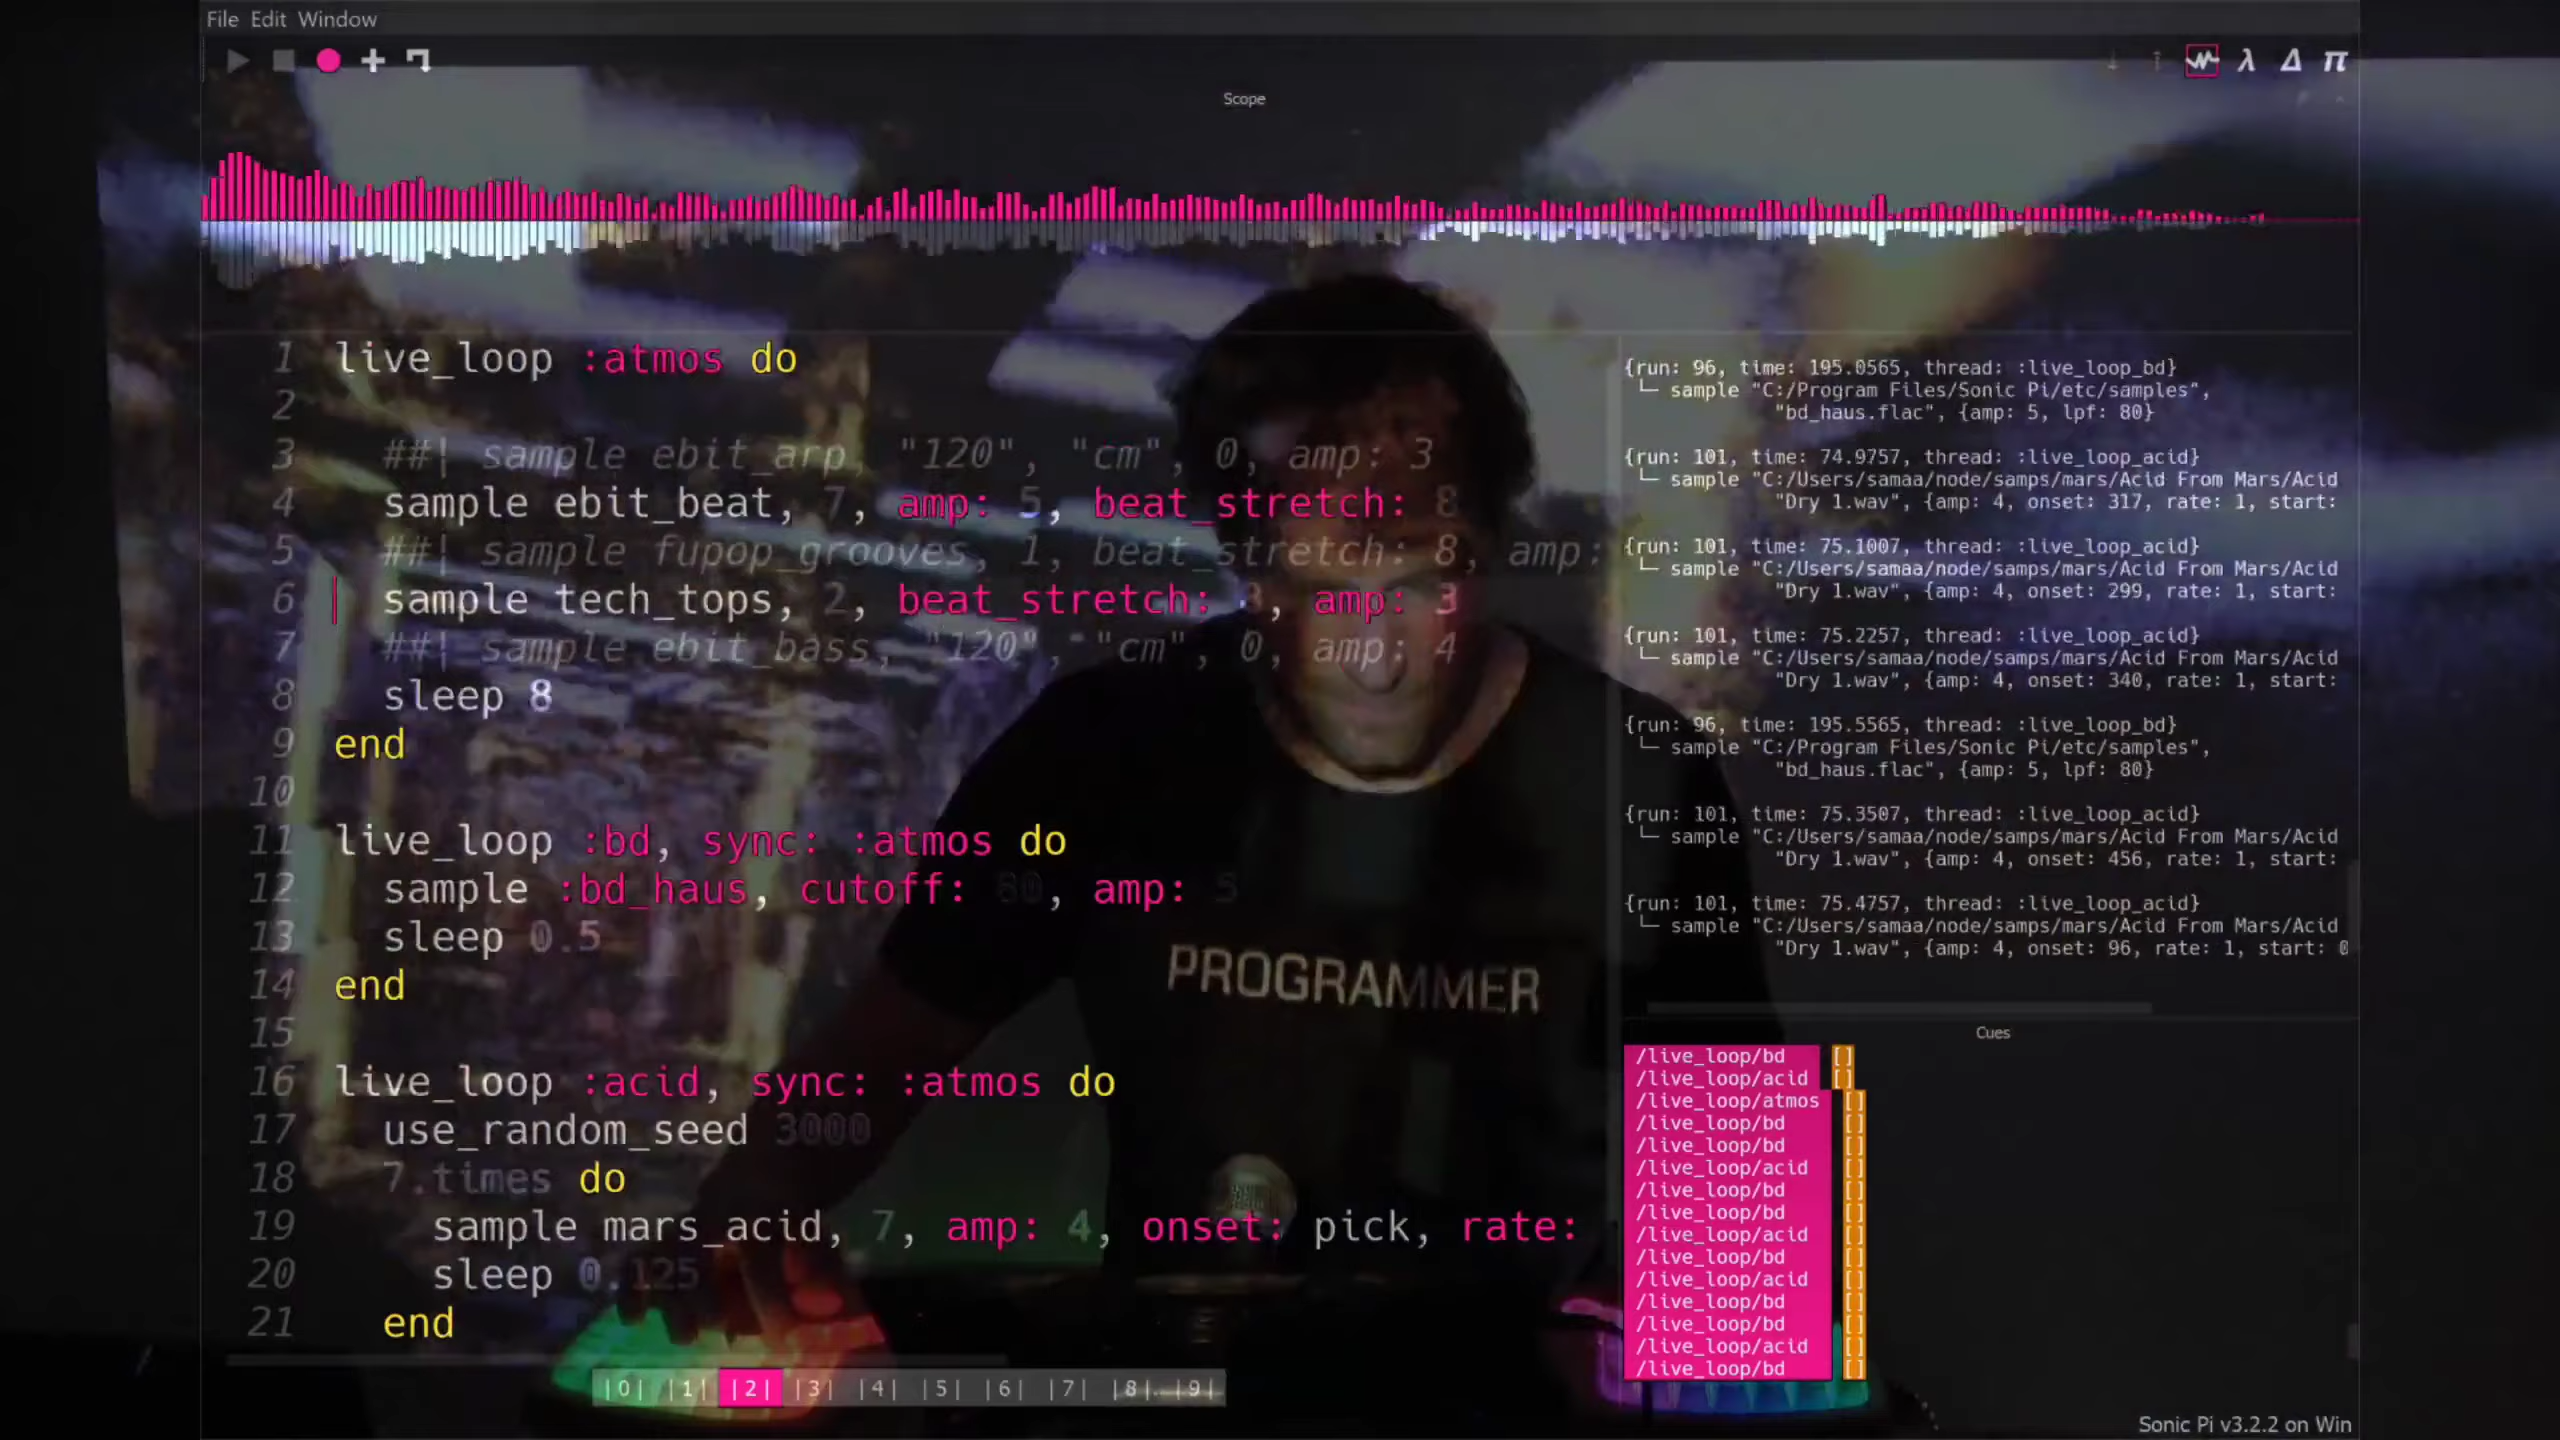 File Edit Window
Scope
λ Δ π
1 live_loop :atmos do
2
3 ##| sample ebit_arp, "120", "cm", 0, amp: 3
4 sample ebit_beat, 7, amp: 5, beat_stretch: 8
5 ##| sample fupop_grooves, 1, beat_stretch: 8, amp:
6 sample tech_tops, 2, beat_stretch: 8, amp: 3
7 ##| sample ebit_bass, "120", "cm", 0, amp: 4
8 sleep 8
9 end
10
11 live_loop :bd, sync: :atmos do
12 sample :bd_haus, cutoff: 80, amp: 5
13 sleep 0.5
14 end
15
16 live_loop :acid, sync: :atmos do
17 use_random_seed 3000
18 7.times do
19 sample mars_acid, 7, amp: 4, onset: pick, rate:
20 sleep 0.125
21 end
|0| |1| |2| |3| |4| |5| |6| |7| |8| |9|
PROGRAMMER
{run: 96, time: 195.0565, thread: :live_loop_bd}
└─ sample "C:/Program Files/Sonic Pi/etc/samples",
"bd_haus.flac", {amp: 5, lpf: 80}
{run: 101, time: 74.9757, thread: :live_loop_acid}
└─ sample "C:/Users/samaa/node/samps/mars/Acid From Mars/Acid
"Dry 1.wav", {amp: 4, onset: 317, rate: 1, start:
{run: 101, time: 75.1007, thread: :live_loop_acid}
└─ sample "C:/Users/samaa/node/samps/mars/Acid From Mars/Acid
"Dry 1.wav", {amp: 4, onset: 299, rate: 1, start:
{run: 101, time: 75.2257, thread: :live_loop_acid}
└─ sample "C:/Users/samaa/node/samps/mars/Acid From Mars/Acid
"Dry 1.wav", {amp: 4, onset: 340, rate: 1, start:
{run: 96, time: 195.5565, thread: :live_loop_bd}
└─ sample "C:/Program Files/Sonic Pi/etc/samples",
"bd_haus.flac", {amp: 5, lpf: 80}
{run: 101, time: 75.3507, thread: :live_loop_acid}
└─ sample "C:/Users/samaa/node/samps/mars/Acid From Mars/Acid
"Dry 1.wav", {amp: 4, onset: 456, rate: 1, start:
{run: 101, time: 75.4757, thread: :live_loop_acid}
└─ sample "C:/Users/samaa/node/samps/mars/Acid From Mars/Acid
"Dry 1.wav", {amp: 4, onset: 96, rate: 1, start: 0
Cues
/live_loop/bd []
/live_loop/acid []
/live_loop/atmos []
/live_loop/bd []
/live_loop/bd []
/live_loop/acid []
/live_loop/bd []
/live_loop/bd []
/live_loop/acid []
/live_loop/bd []
/live_loop/acid []
/live_loop/bd []
/live_loop/bd []
/live_loop/acid []
/live_loop/bd []
Sonic Pi v3.2.2 on Win